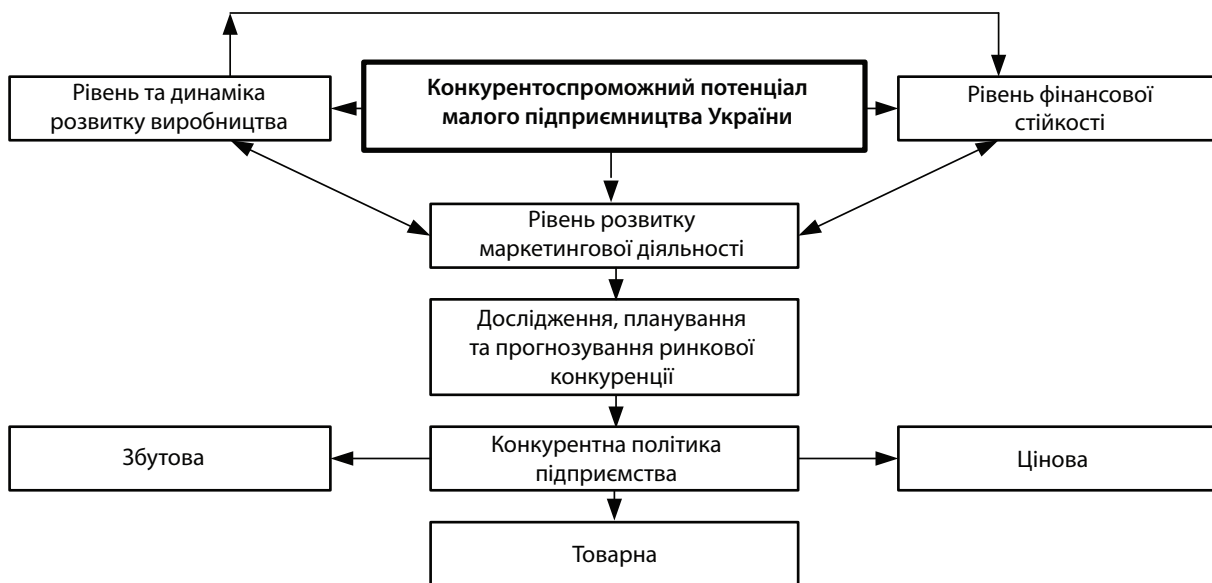 Рівень та динаміка
розвитку виробництва
Конкурентоспроможний потенціал
малого підприємництва України
Рівень фінансової
стійкості
Рівень розвитку
маркетингової діяльності
Дослідження, планування
та прогнозування ринкової
конкуренції
Збутова
Конкурентна політика
підприємства
Цінова
Товарна